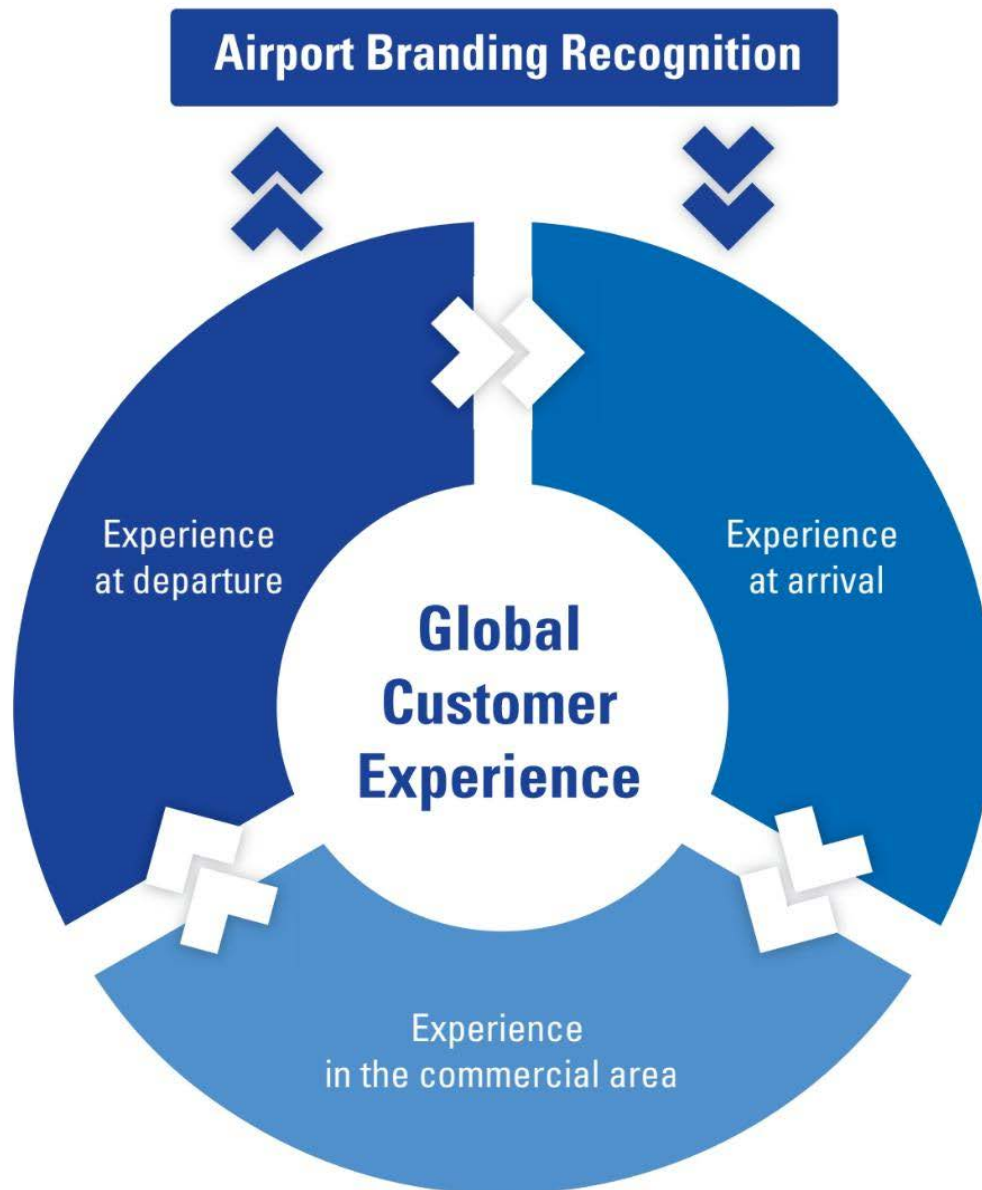 Airport Branding Recognition
Experience
at departure
Experience
at arrival
Global
Customer
Experience
Experience
in the commercial area